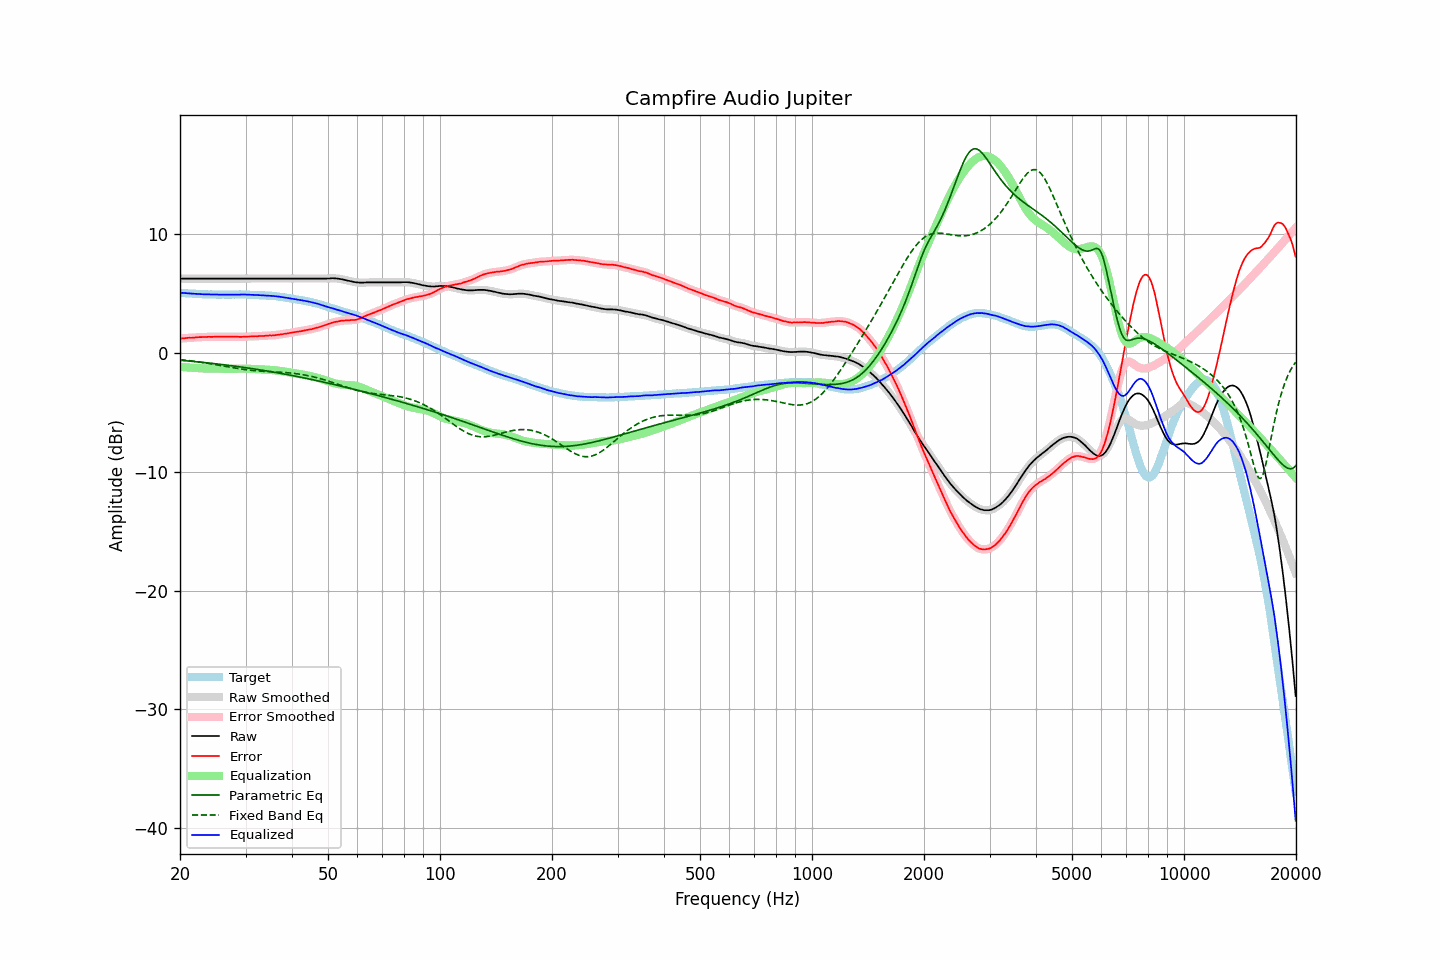 Campfire Audio Jupiter
Amplitude (dBr)
10
0
−10
−20
−30
−40
Target
Raw Smoothed
Error Smoothed
Raw
Error
Equalization
Parametric Eq
Fixed Band Eq
Equalized
20 50 100 200 500 1000 2000 5000 10000 20000
Frequency (Hz)